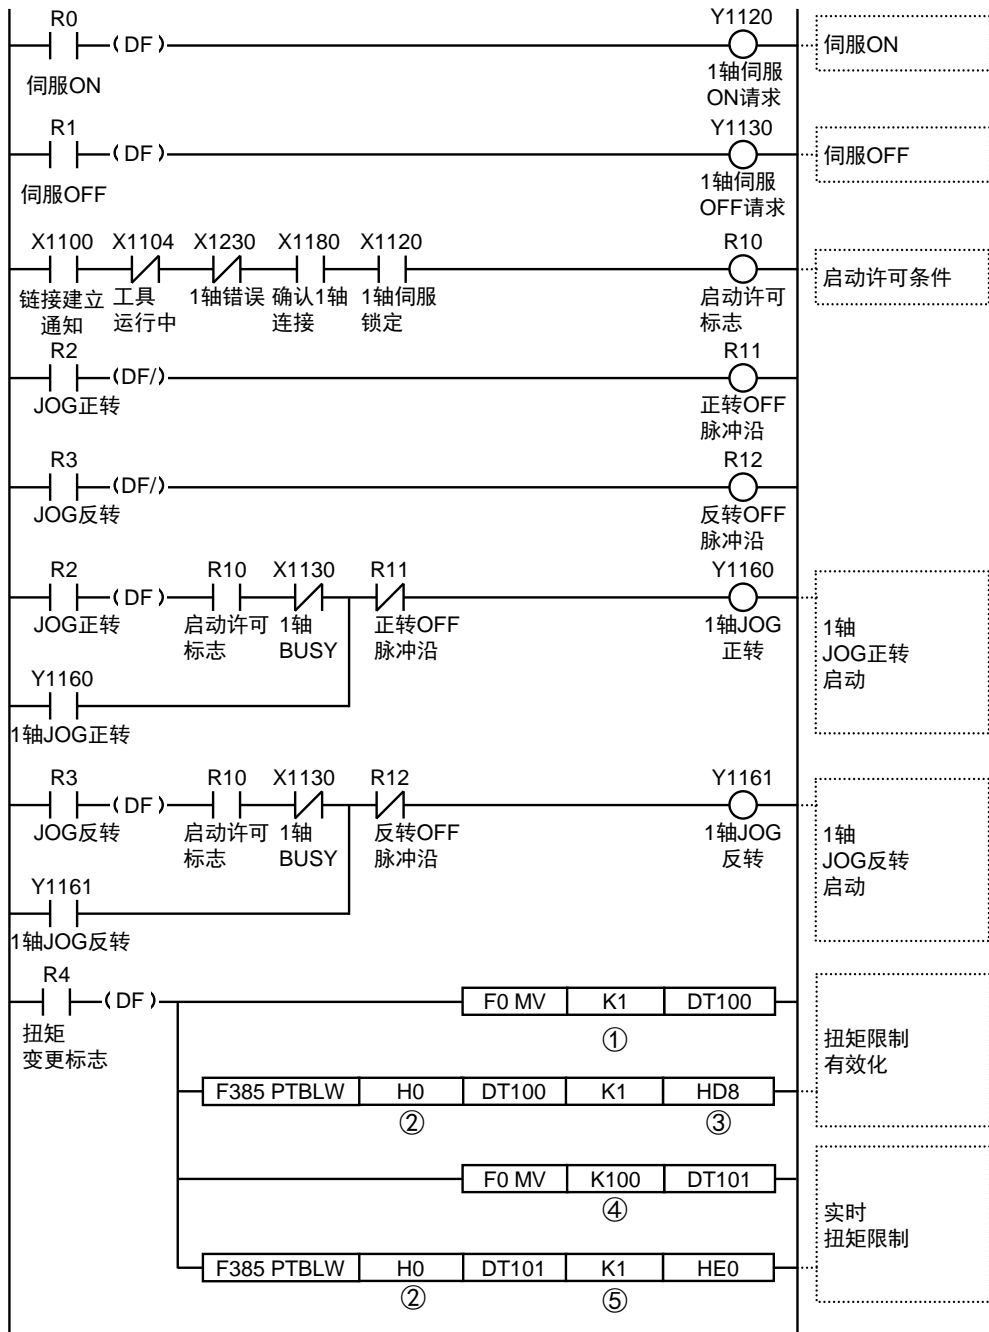 R0
Y1120
( DF )
伺服ON
1轴伺服
ON请求
伺服ON
R1
Y1130
( DF )
伺服OFF
1轴伺服
OFF请求
伺服OFF
X1100 X1104 X1230 X1180 X1120
R10
链接建立
通知
工具
运行中
1轴错误
确认1轴
连接
1轴伺服
锁定
启动许可
标志
启动许可条件
R2
R11
(DF/)
JOG正转
正转OFF
脉冲沿
R3
R12
(DF/)
JOG反转
反转OFF
脉冲沿
R2 R10 X1130 R11
Y1160
( DF )
JOG正转
启动许可
标志
1轴
BUSY
正转OFF
脉冲沿
1轴JOG
正转
1轴
JOG正转
启动
Y1160
1轴JOG正转
R3 R10 X1130 R12
Y1161
( DF )
JOG反转
启动许可
标志
1轴
BUSY
反转OFF
脉冲沿
1轴JOG
反转
1轴
JOG反转
启动
Y1161
1轴JOG反转
R4
( DF )
扭矩
变更标志
F0 MV K1 DT100
①
F385 PTBLW H0 DT100 K1 HD8
② ③
扭矩限制
有效化
F0 MV K100 DT101
④
F385 PTBLW H0 DT101 K1 HE0
② ⑤
实时
扭矩限制